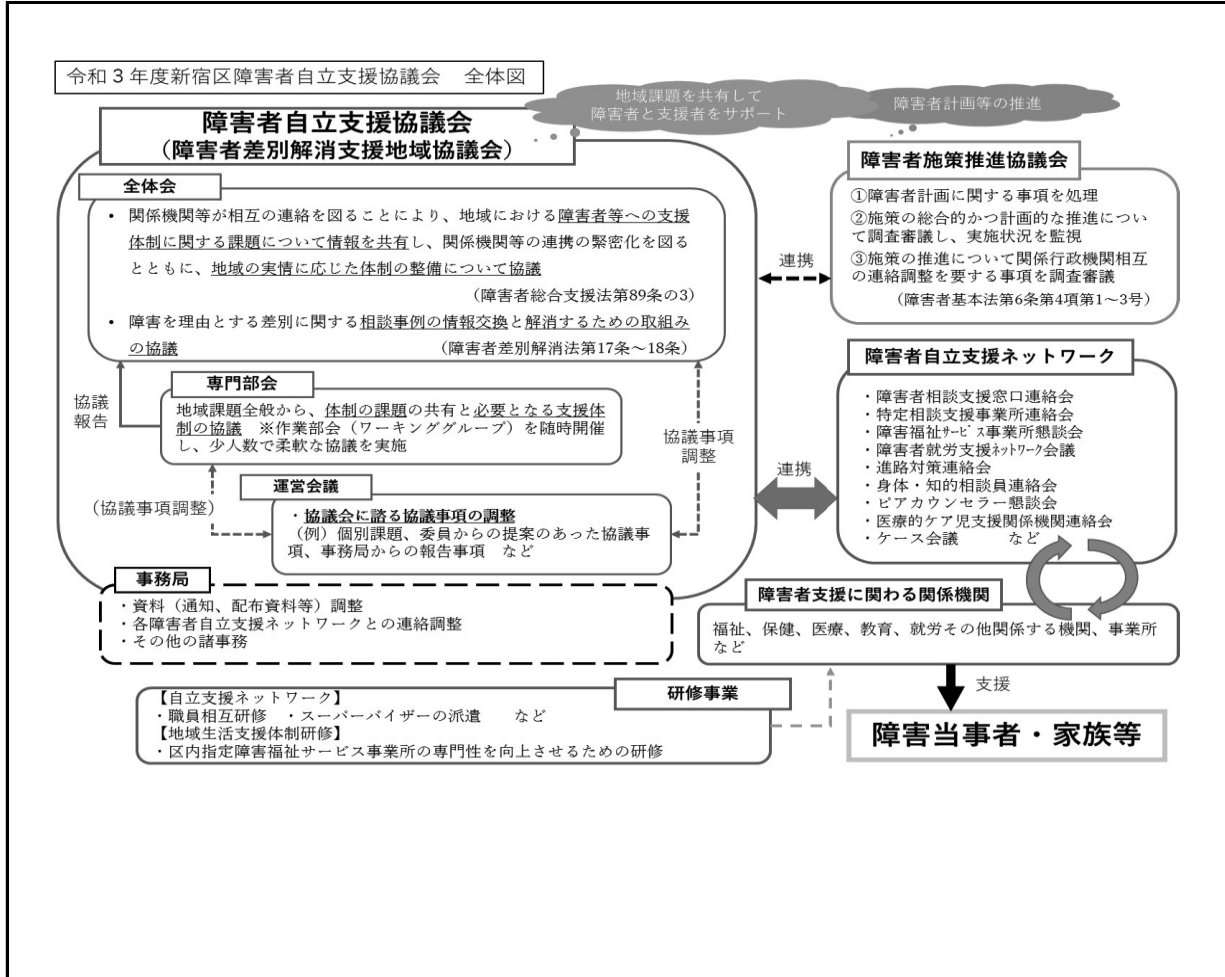 令和３年度新宿区障害者自立支援協議会　全体図
地域課題を共有して
障害者と支援者をサポート
障害者計画等の推進
障害者自立支援協議会
（障害者差別解消支援地域協議会）
全体会
・ 関係機関等が相互の連絡を図ることにより、地域における障害者等への支援
体制に関する課題について情報を共有し、関係機関等の連携の緊密化を図る
とともに、地域の実情に応じた体制の整備について協議
（障害者総合支援法第89条の3）
・ 障害を理由とする差別に関する相談事例の情報交換と解消するための取組み
の協議　（障害者差別解消法第17条～18条）
協議
報告
専門部会
地域課題全般から、体制の課題の共有と必要となる支援体
制の協議　※作業部会（ワーキンググループ）を随時開催
し、少人数で柔軟な協議を実施
協議事項
調整
（協議事項調整）
運営会議
・協議会に諮る協議事項の調整
（例）個別課題、委員からの提案のあった協議事
項、事務局からの報告事項　など
事務局
・資料（通知、配布資料等）調整
・各障害者自立支援ネットワークとの連絡調整
・その他の諸事務
連携
障害者施策推進協議会
①障害者計画に関する事項を処理
②施策の総合的かつ計画的な推進につい
て調査審議し、実施状況を監視
③施策の推進について関係行政機関相互
の連絡調整を要する事項を調査審議
（障害者基本法第6条第4項第1～3号）
連携
障害者自立支援ネットワーク
・障害者相談支援窓口連絡会
・特定相談支援事業所連絡会
・障害福祉ｻｰﾋﾞｽ事業所懇談会
・障害者就労支援ﾈｯﾄﾜｰｸ会議
・進路対策連絡会
・身体・知的相談員連絡会
・ピアカウンセラー懇談会
・医療的ケア児支援関係機関連絡会
・ケース会議　　など
障害者支援に関わる関係機関
福祉、保健、医療、教育、就労その他関係する機関、事業所
など
支援
障害当事者・家族等
研修事業
【自立支援ネットワーク】
・職員相互研修　・スーパーバイザーの派遣　　など
【地域生活支援体制研修】
・区内指定障害福祉サービス事業所の専門性を向上させるための研修